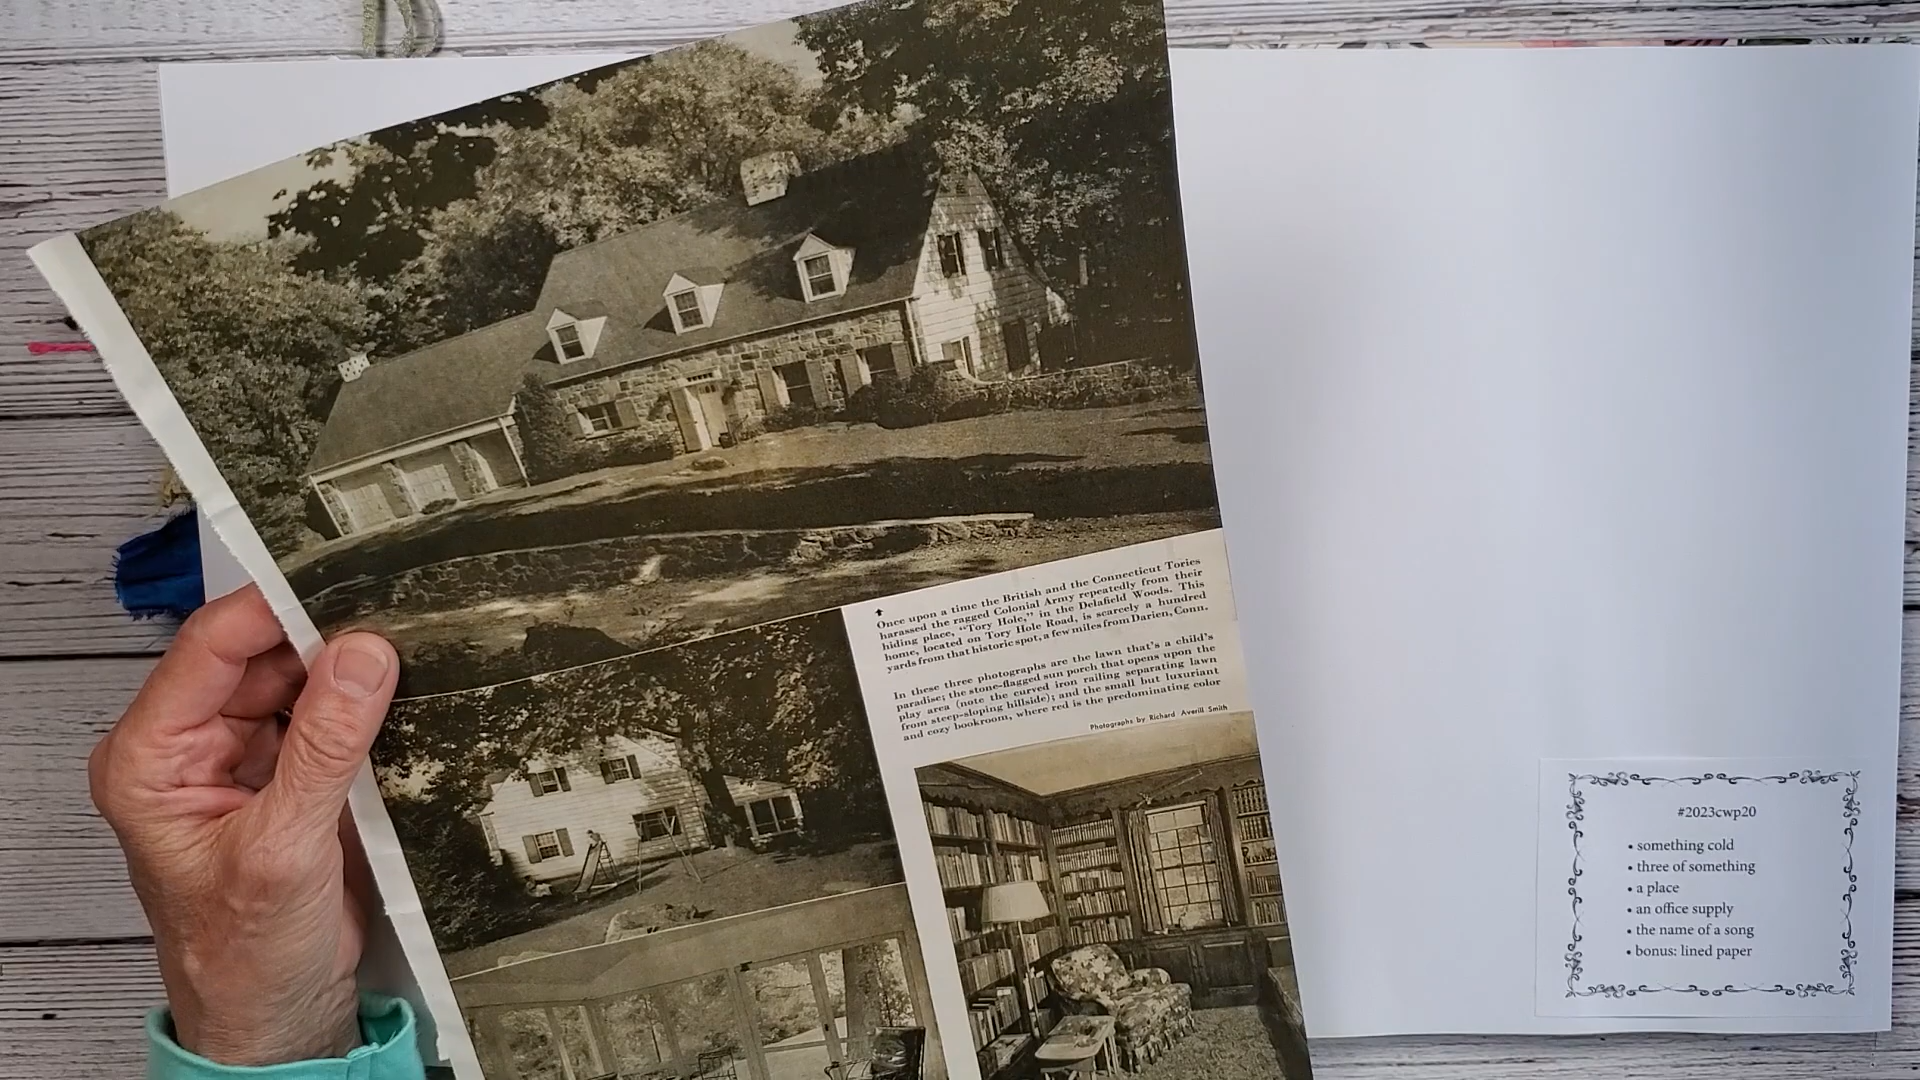 Once upon a time the British and the Connecticut Tories
harassed the ragged Colonial Army repeatedly from their
hiding place, “Tory Hole,” in the Delafield Woods. This
home, located on Tory Hole Road, is scarcely a hundred
yards from that historic spot, a few miles from Darien, Conn.
In these three photographs are the lawn that’s a child’s
paradise; the stone-flagged sun porch that opens upon the
play area (note the curved iron railing separating lawn
from steep-sloping hillside); and the small but luxuriant
and cozy bookroom, where red is the predominating color
Photographs by Richard Averill Smith
#2023cwp20
• something cold
• three of something
• a place
• an office supply
• the name of a song
• bonus: lined paper